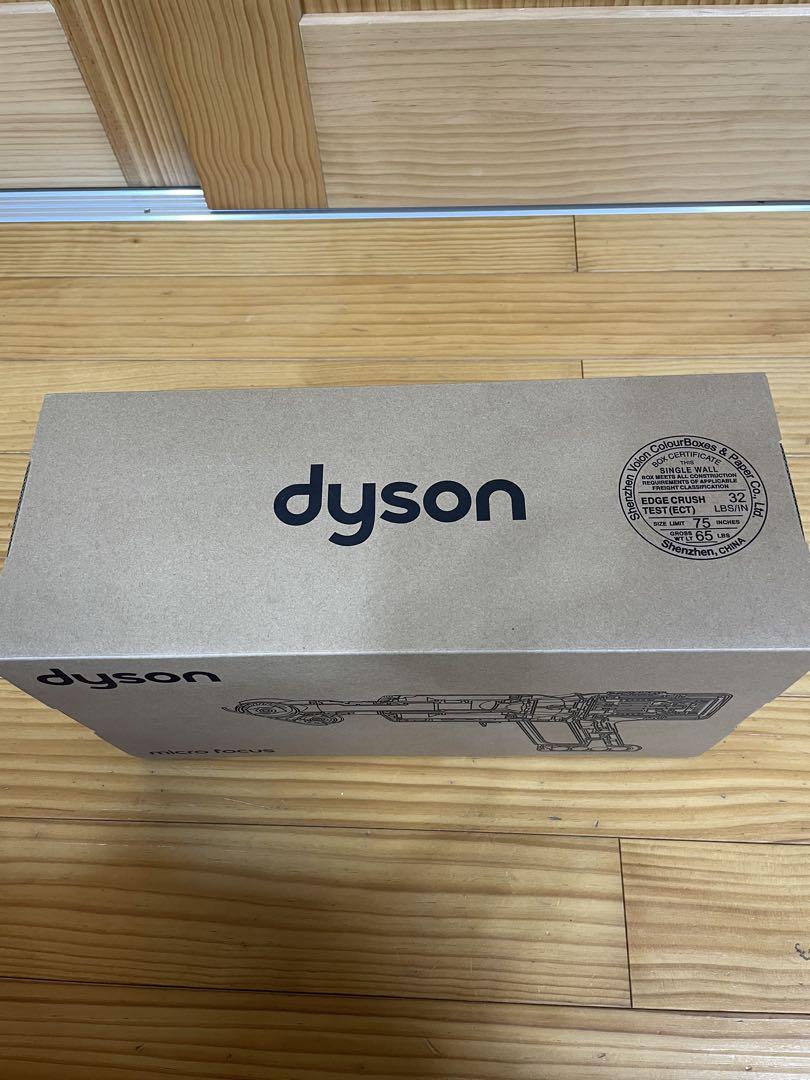 dyson
Shenzhen Volon ColourBoxes & Paper Co., Ltd.
BOX CERTIFICATE
THIS
SINGLE WALL
BOX MEETS ALL CONSTRUCTION
REQUIREMENTS OF APPLICABLE
FREIGHT CLASSIFICATION
EDGE CRUSH TEST (ECT) 32 LBS/IN
SIZE LIMIT 75 INCHES
GROSS WT LT 65 LBS
Shenzhen, CHINA
dyson
micro focus